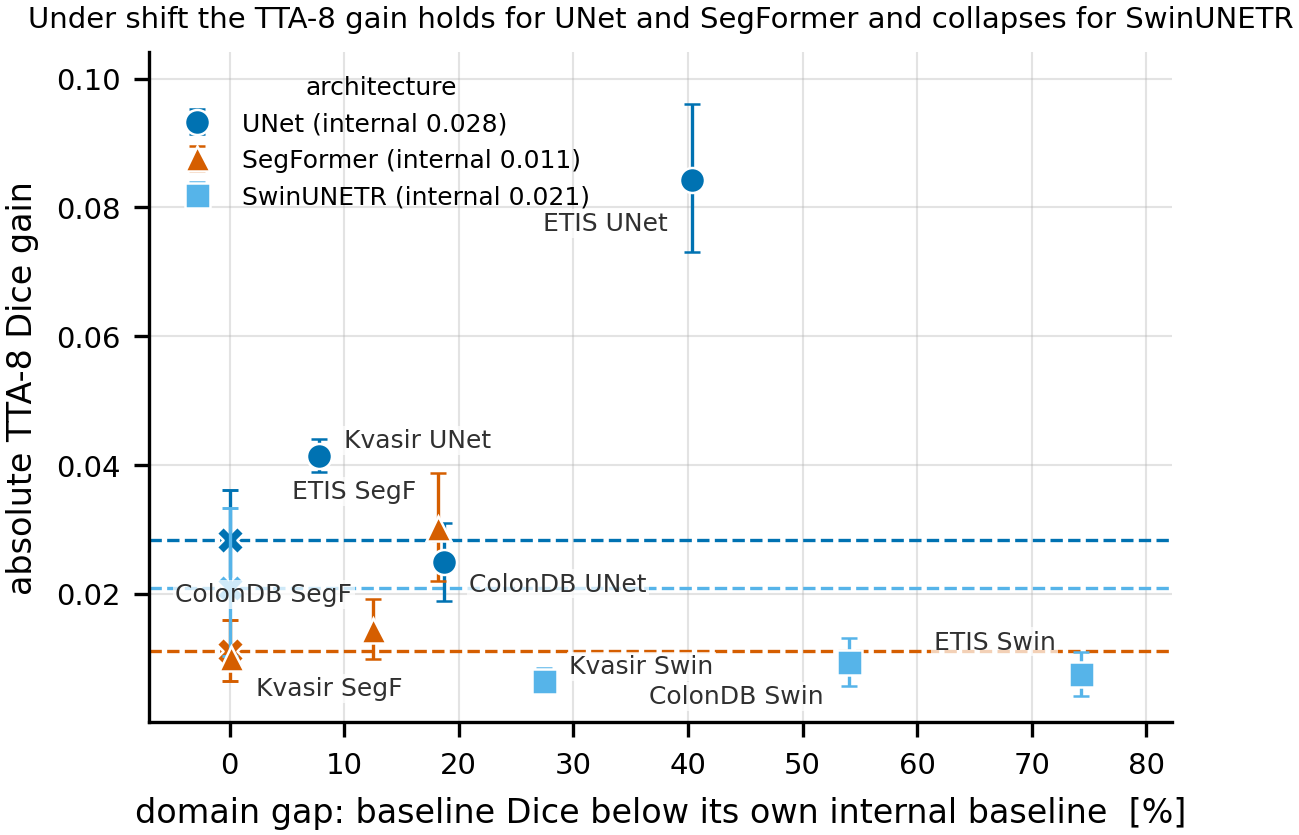 Under shift the TTA-8 gain holds for UNet and SegFormer and collapses for SwinUNETR
absolute TTA-8 Dice gain
0.10
0.08
0.06
0.04
0.02
architecture
UNet (internal 0.028)
SegFormer (internal 0.011)
SwinUNETR (internal 0.021)
ETIS UNet
Kvasir UNet
ETIS SegF
ColonDB UNet
ColonDB SegF
ETIS Swin
Kvasir Swin
Kvasir SegF
ColonDB Swin
0 10 20 30 40 50 60 70 80
domain gap: baseline Dice below its own internal baseline [%]